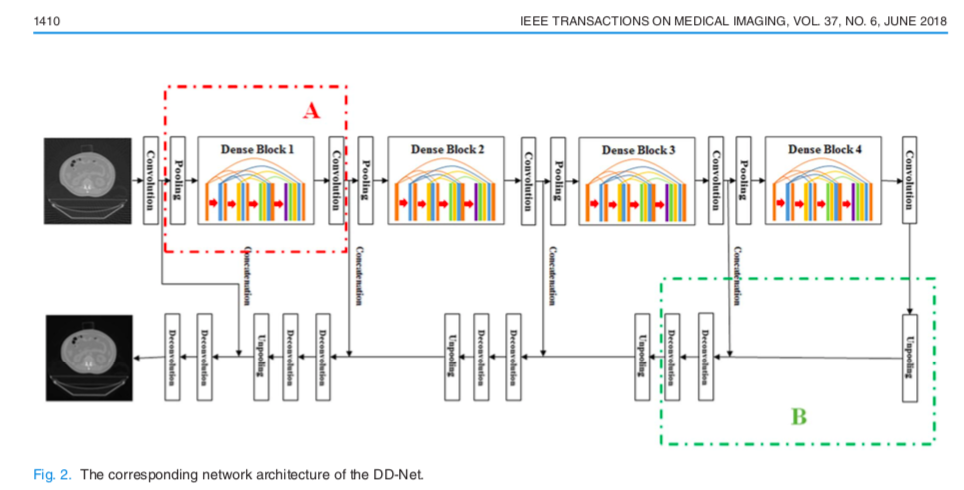 1410
IEEE TRANSACTIONS ON MEDICAL IMAGING, VOL. 37, NO. 6, JUNE 2018
A
Convolution
Pooling
Dense Block 1
Convolution
Pooling
Dense Block 2
Convolution
Pooling
Dense Block 3
Convolution
Pooling
Dense Block 4
Convolution
Concatenation
Concatenation
Concatenation
Concatenation
Deconvolution
Deconvolution
Unpooling
Deconvolution
Deconvolution
Unpooling
Deconvolution
Deconvolution
Unpooling
Deconvolution
Deconvolution
Unpooling
B
Fig. 2. The corresponding network architecture of the DD-Net.